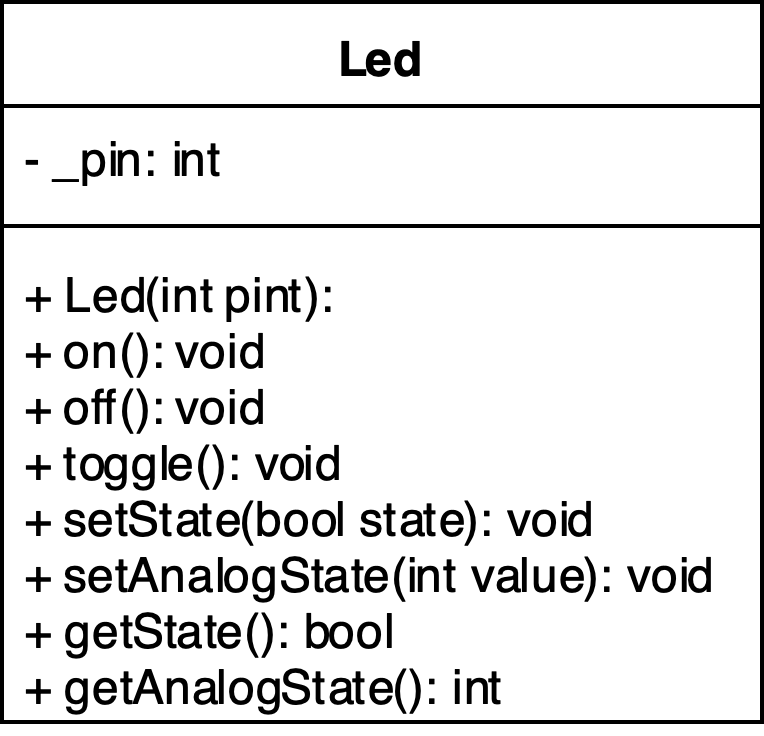 Led
- _pin: int
+ Led(int pint):
+ on(): void
+ off(): void
+ toggle(): void
+ setState(bool state): void
+ setAnalogState(int value): void
+ getState(): bool
+ getAnalogState(): int